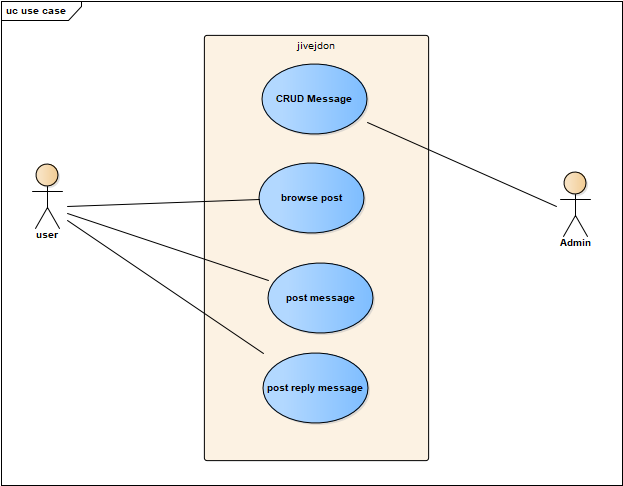 uc use case
jivejdon
CRUD Message
browse post
user
Admin
post message
post reply message